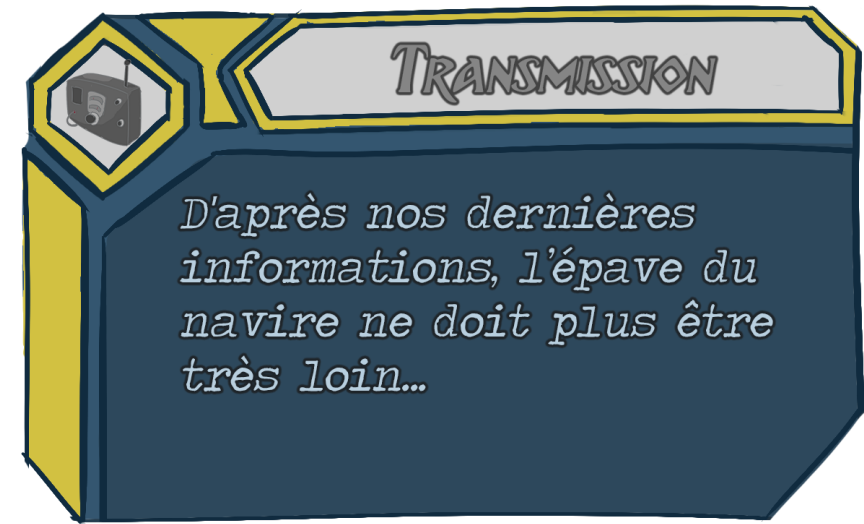 Transmission
D'après nos dernières
informations, l'épave du
navire ne doit plus être
très loin...